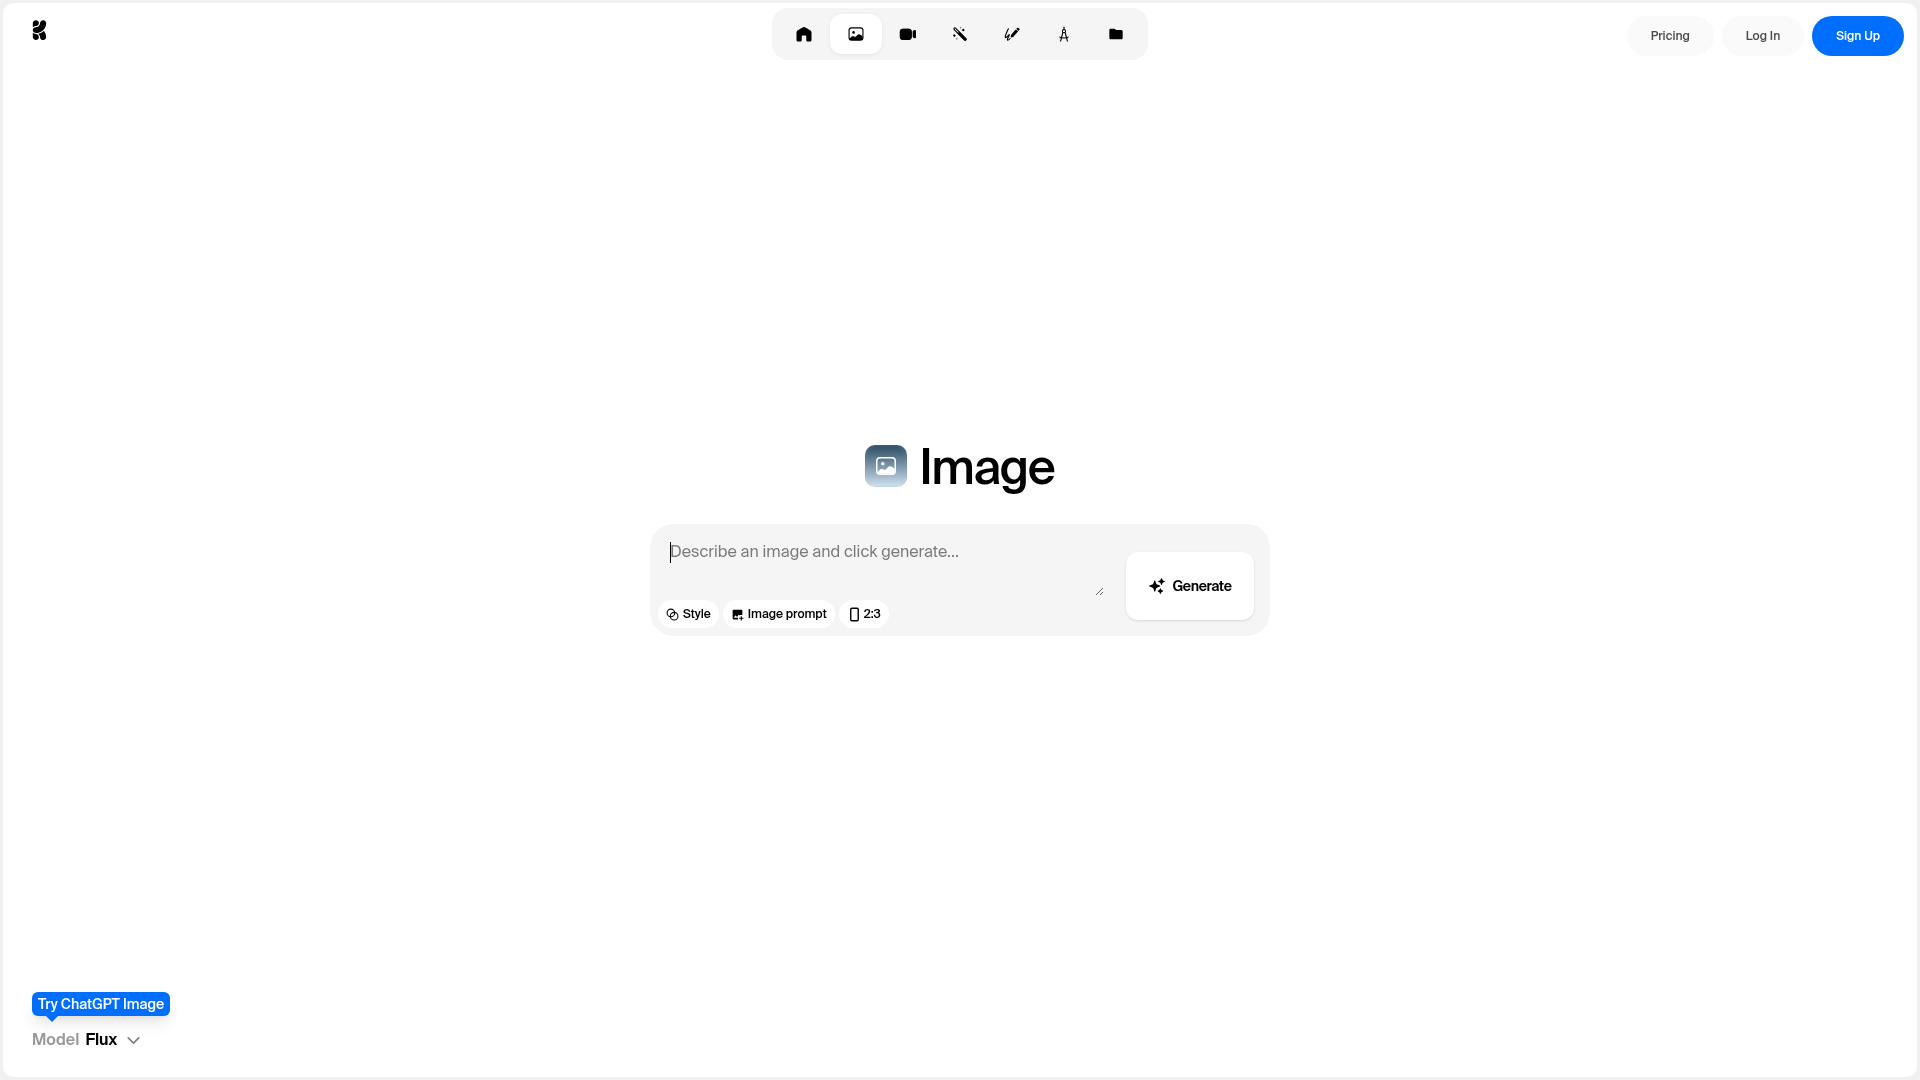 Pricing
Log In
Sign Up
Image
Describe an image and click generate...
Generate
Style
Image prompt
2:3
Try ChatGPT Image
Model Flux